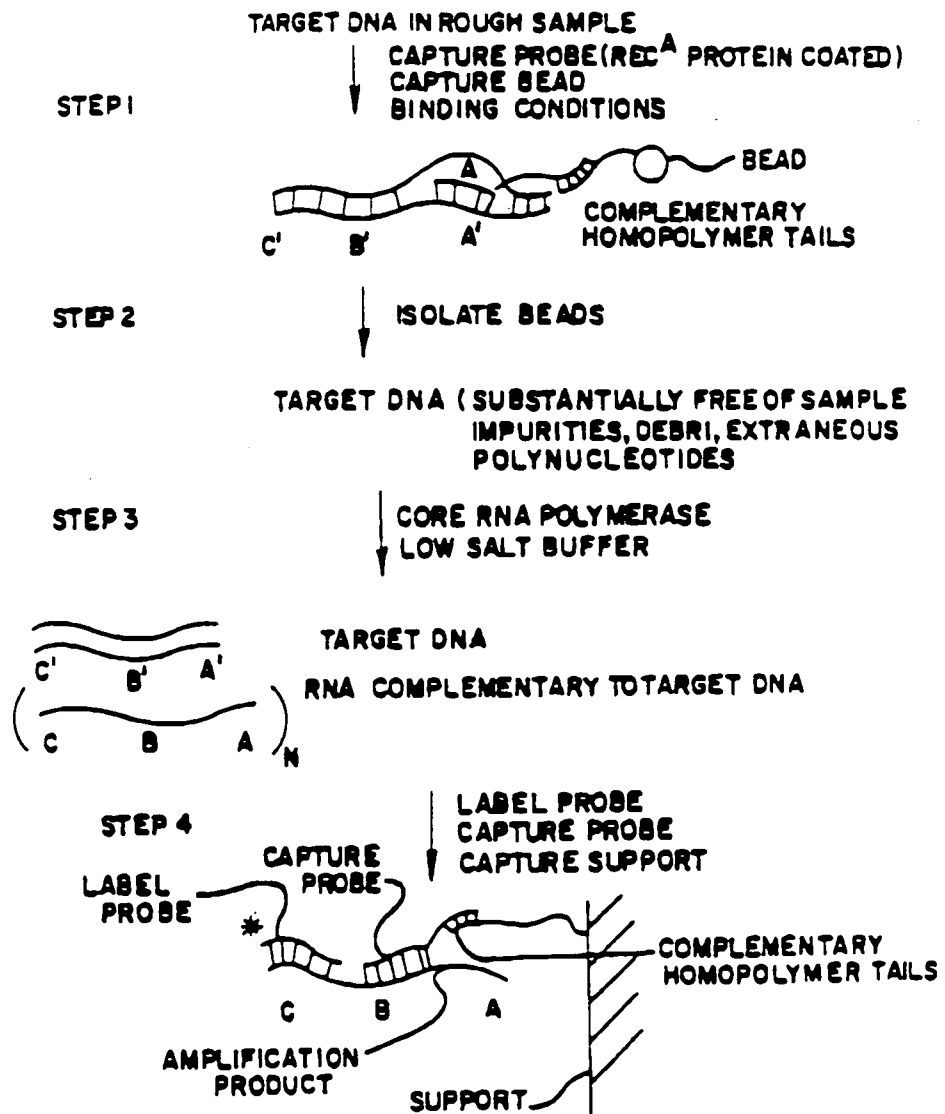 TARGET DNA IN ROUGH SAMPLE
CAPTURE PROBE (REC^A PROTEIN COATED)
CAPTURE BEAD
BINDING CONDITIONS
STEP 1
A
BEAD
COMPLEMENTARY
HOMOPOLYMER TAILS
C' B' A'
STEP 2
ISOLATE BEADS
TARGET DNA (SUBSTANTIALLY FREE OF SAMPLE
IMPURITIES, DEBRI, EXTRANEOUS
POLYNUCLEOTIDES
STEP 3
CORE RNA POLYMERASE
LOW SALT BUFFER
TARGET DNA
C' B' A'
RNA COMPLEMENTARY TO TARGET DNA
C B A
N
STEP 4
LABEL PROBE
CAPTURE PROBE
CAPTURE SUPPORT
CAPTURE
PROBE
LABEL
PROBE
*
COMPLEMENTARY
HOMOPOLYMER TAILS
C B A
AMPLIFICATION
PRODUCT
SUPPORT